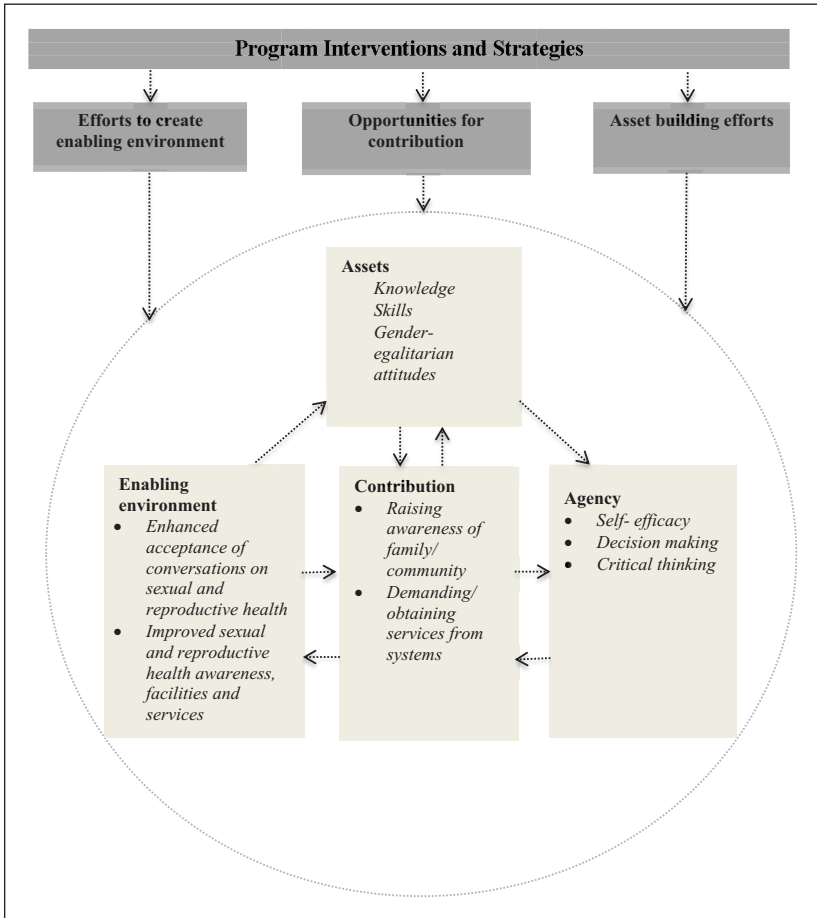 Program Interventions and Strategies
Efforts to create
enabling environment
Opportunities for
contribution
Asset building efforts
Assets
Knowledge
Skills
Gender-
egalitarian
attitudes
Enabling
environment
• Enhanced
acceptance of
conversations on
sexual and
reproductive health
• Improved sexual
and reproductive
health awareness,
facilities and
services
Contribution
• Raising
awareness of
family/
community
• Demanding/
obtaining
services from
systems
Agency
• Self- efficacy
• Decision making
• Critical thinking